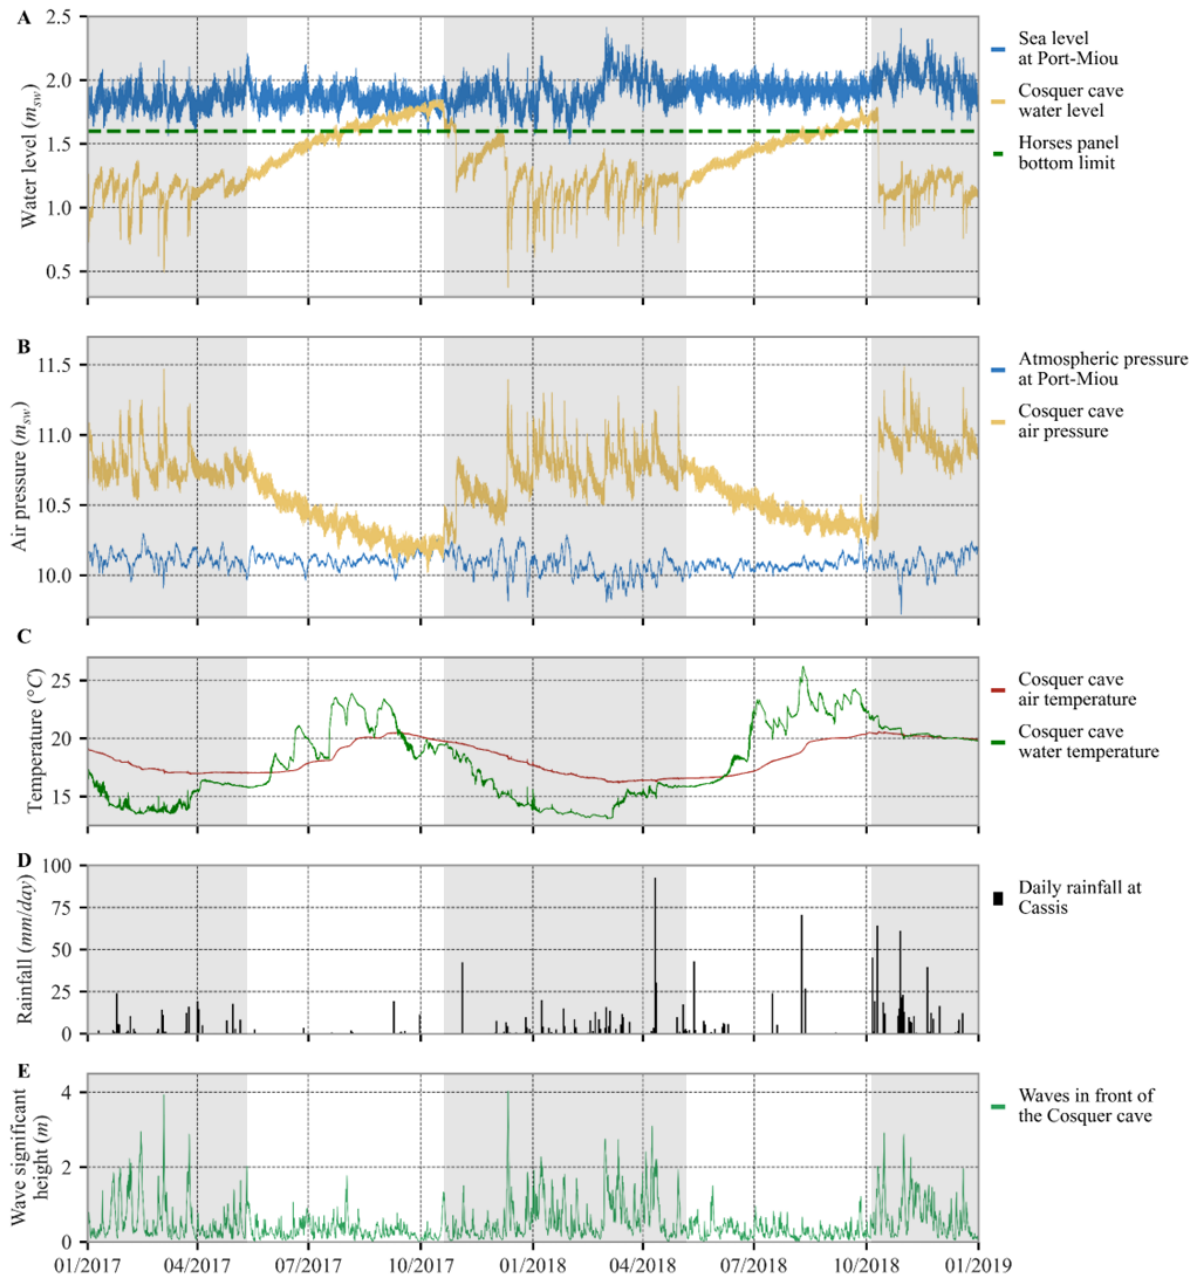 A
2.5
2.0
1.5
1.0
0.5
Water level (m_sw)
Sea level
at Port-Miou
Cosquer cave
water level
Horses panel
bottom limit
B
11.5
11.0
10.5
10.0
Air pressure (m_sw)
Atmospheric pressure
at Port-Miou
Cosquer cave
air pressure
C
25
20
15
Temperature (°C)
Cosquer cave
air temperature
Cosquer cave
water temperature
D
100
75
50
25
0
Rainfall (mm/day)
Daily rainfall at
Cassis
E
4
2
0
Wave significant
height (m)
Waves in front of
the Cosquer cave
01/2017 04/2017 07/2017 10/2017 01/2018 04/2018 07/2018 10/2018 01/2019